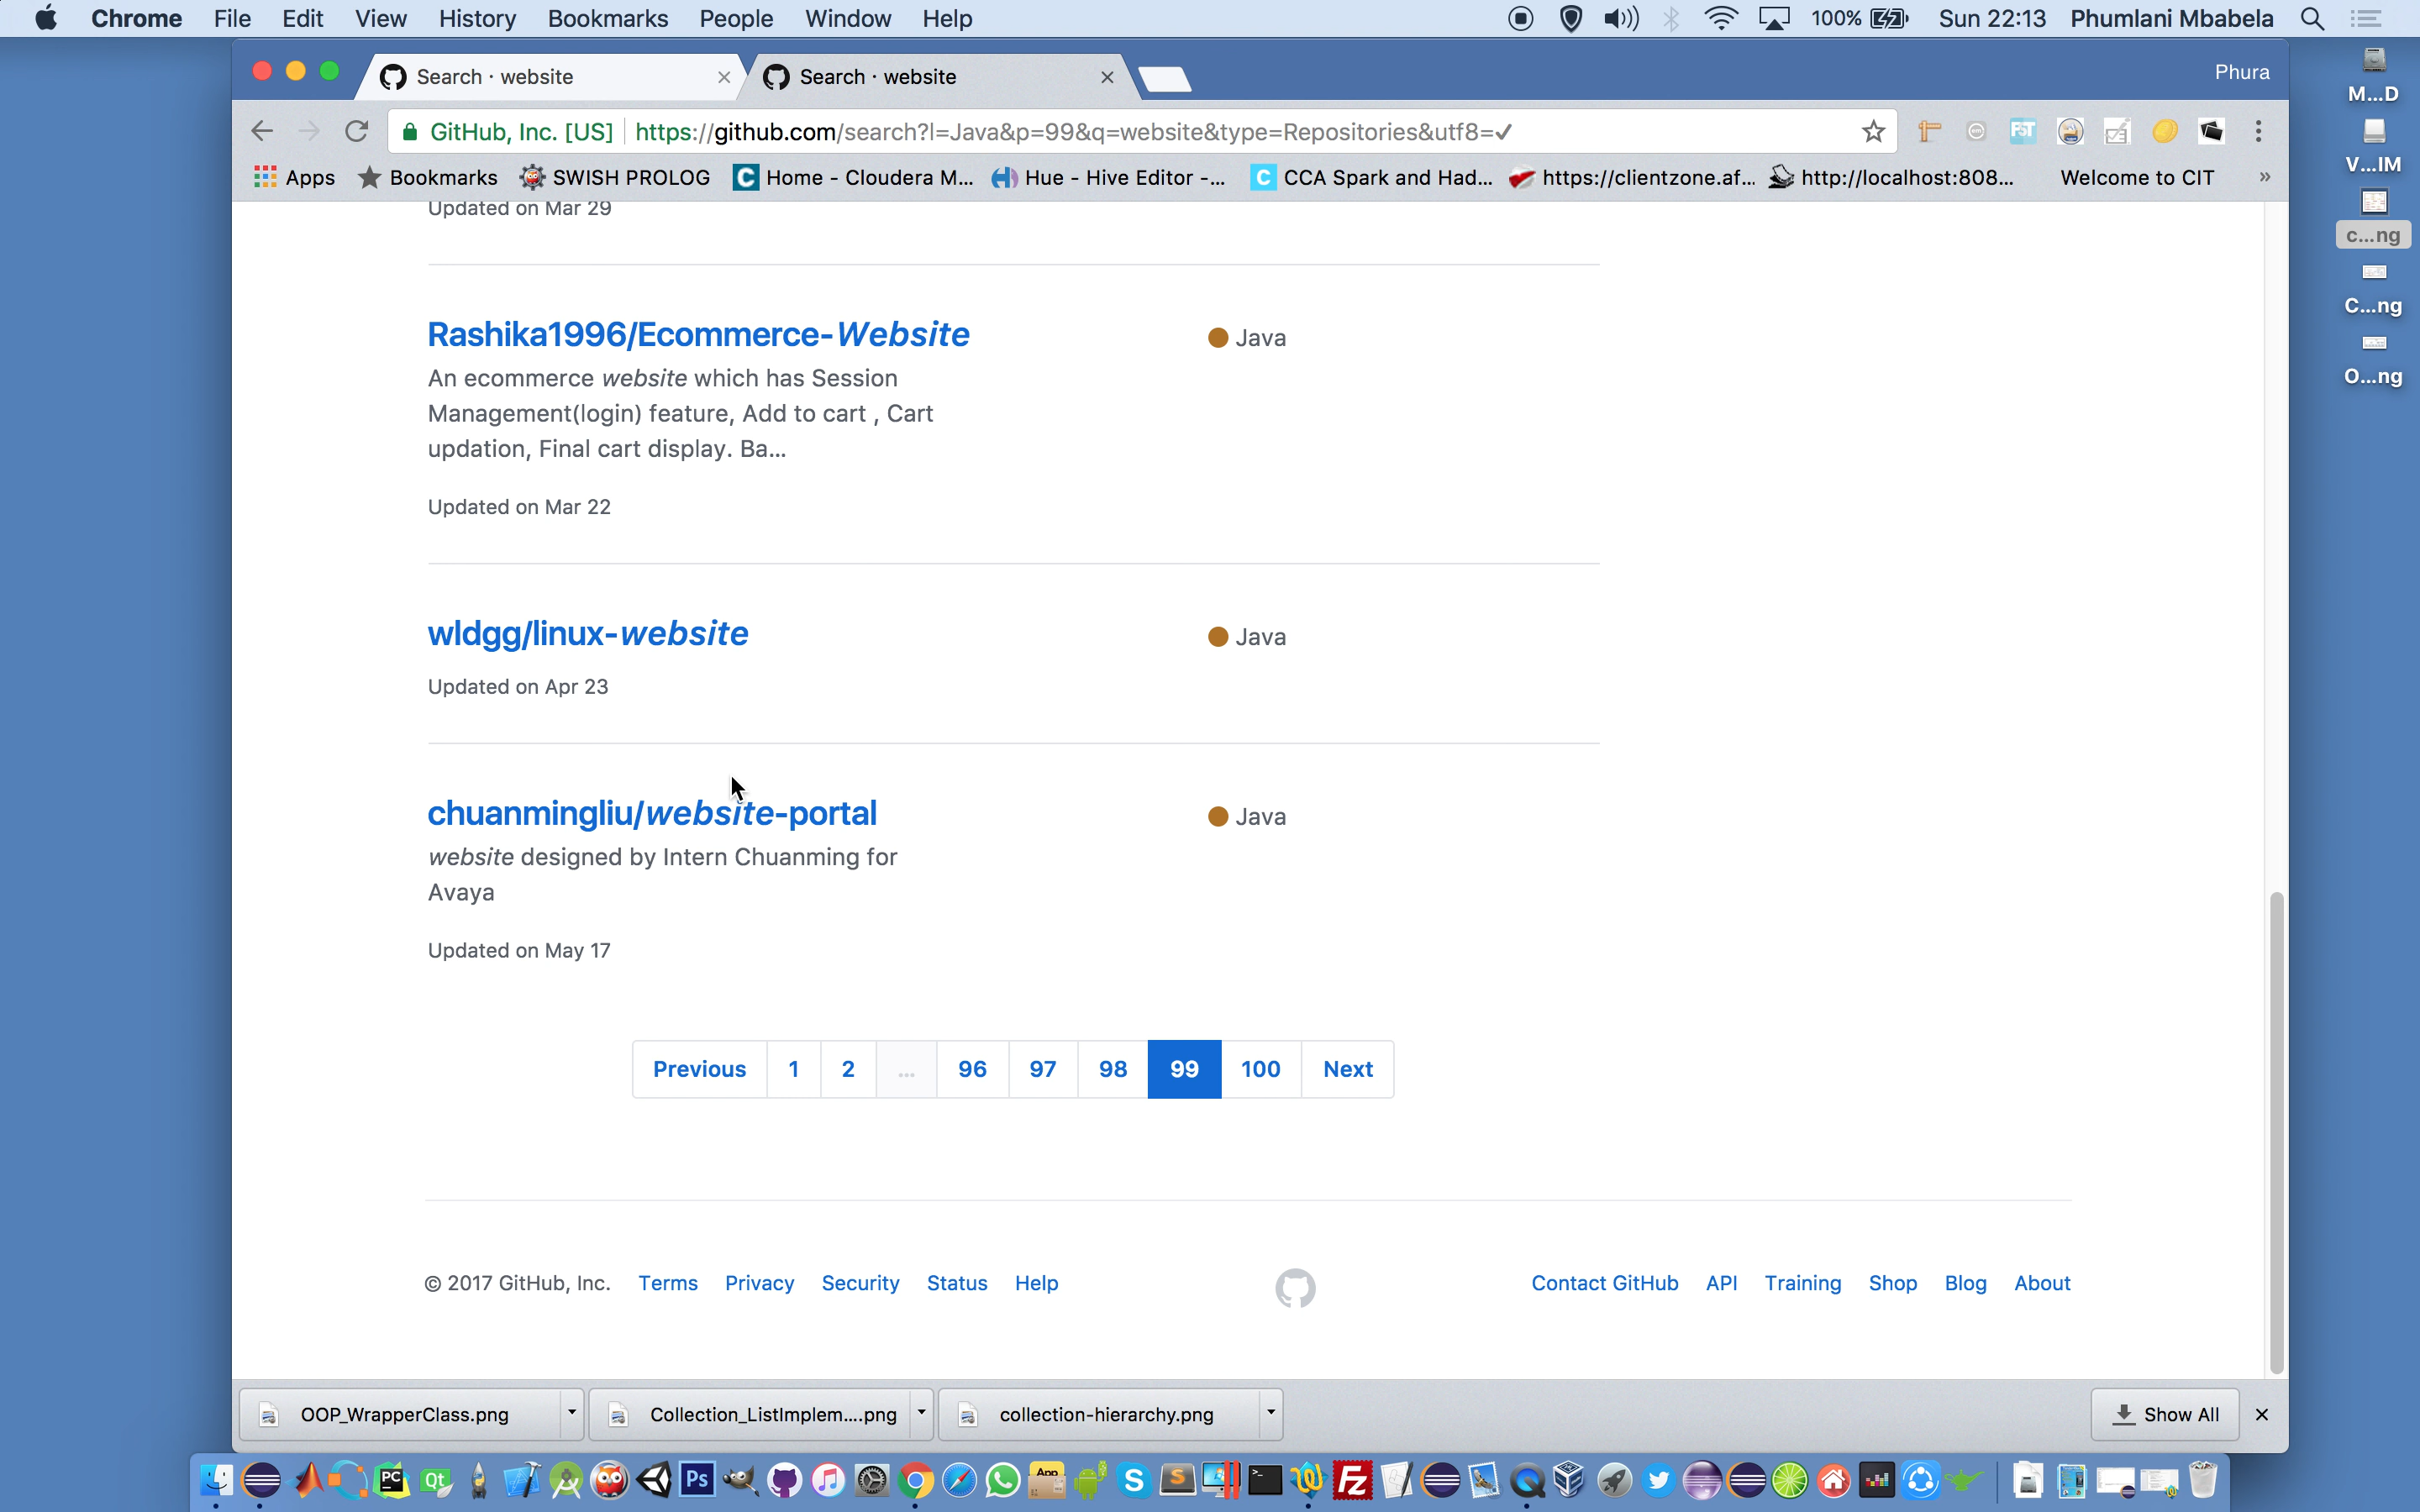 Chrome File Edit View History Bookmarks People Window Help 100% Sun 22:13 Phumlani Mbabela
Search · website Search · website Phura
GitHub, Inc. [US] https://github.com/search?l=Java&p=99&q=website&type=Repositories&utf8=✓
Apps Bookmarks SWISH PROLOG Home - Cloudera M... Hue - Hive Editor -... CCA Spark and Had... https://clientzone.af... http://localhost:808... Welcome to CIT »
M...D
V...IM
c...ng
C...ng
O...ng
Updated on Mar 29
Rashika1996/Ecommerce-Website Java
An ecommerce website which has Session
Management(login) feature, Add to cart , Cart
updation, Final cart display. Ba...
Updated on Mar 22
wldgg/linux-website Java
Updated on Apr 23
chuanmingliu/website-portal Java
website designed by Intern Chuanming for
Avaya
Updated on May 17
Previous 1 2 ... 96 97 98 99 100 Next
© 2017 GitHub, Inc. Terms Privacy Security Status Help Contact GitHub API Training Shop Blog About
OOP_WrapperClass.png Collection_ListImplem....png collection-hierarchy.png Show All